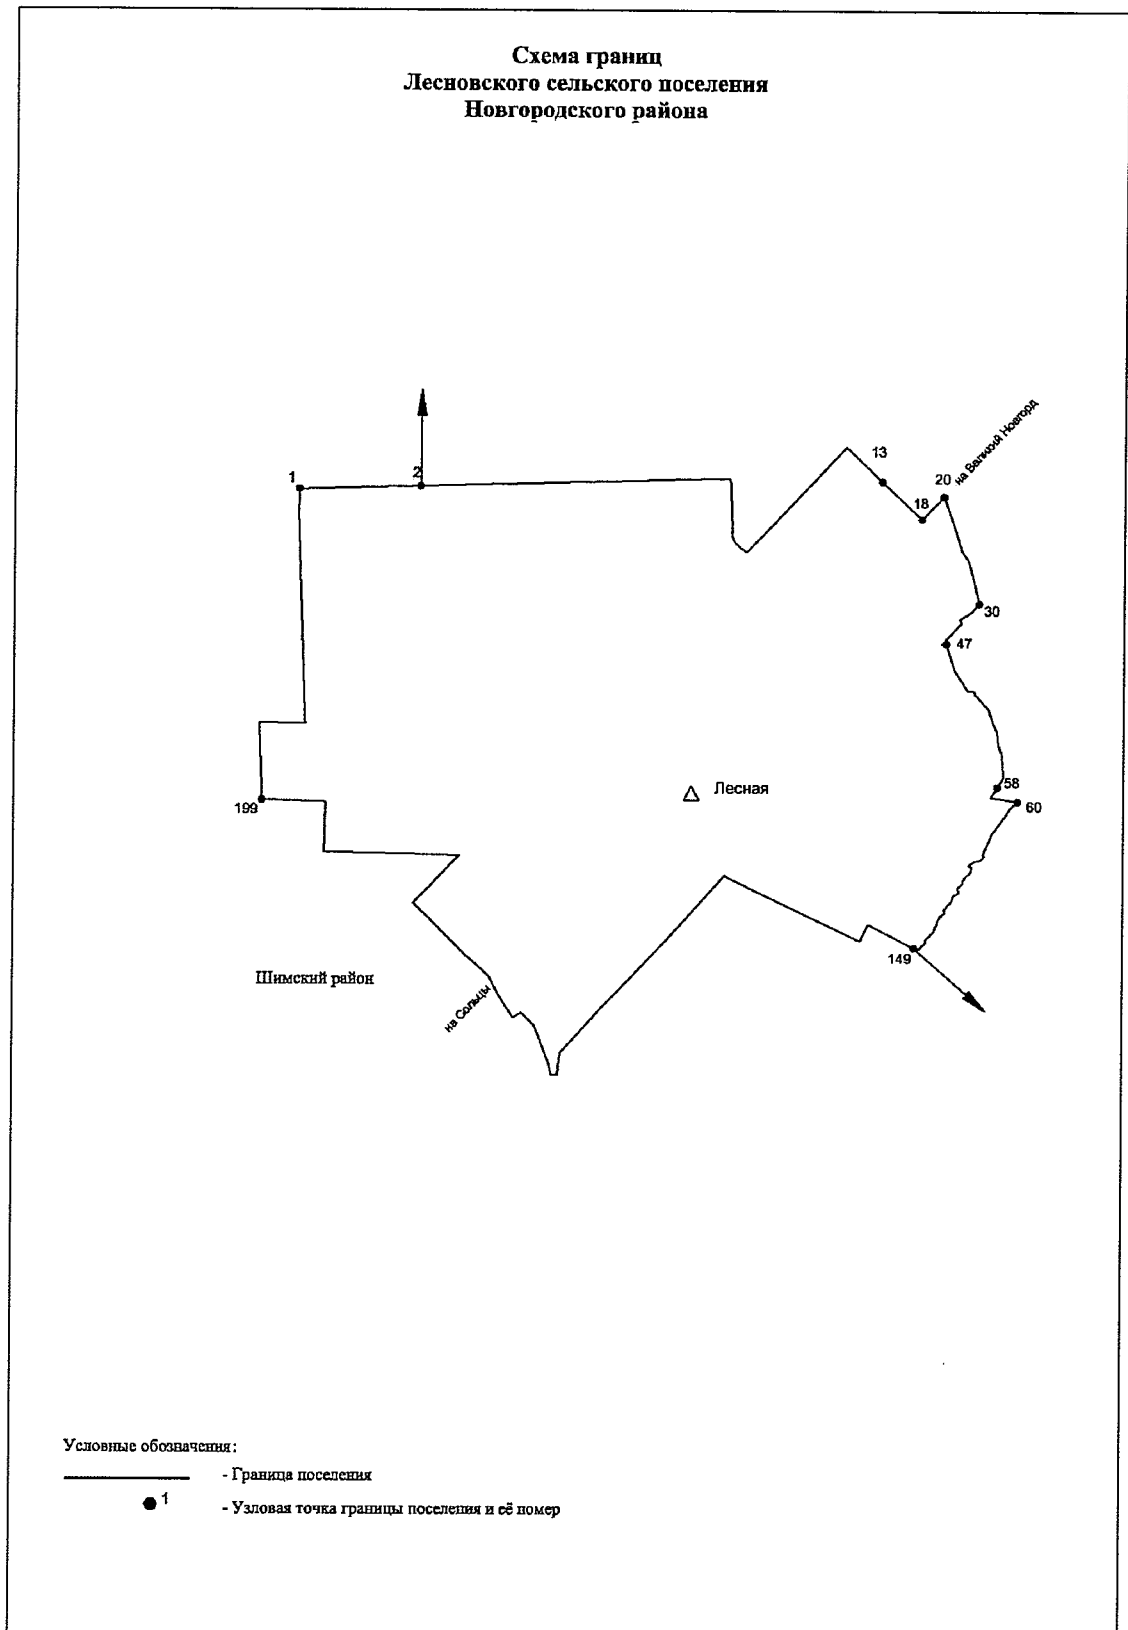 Схема границ
Лесновского сельского поселения
Новгородского района
на Великий Новгорд
13
20
1
2
18
30
47
58
Лесная
60
199
149
Шимский район
на Сольцы
Условные обозначения:
- Граница поселения
1
- Узловая точка границы поселения и её номер